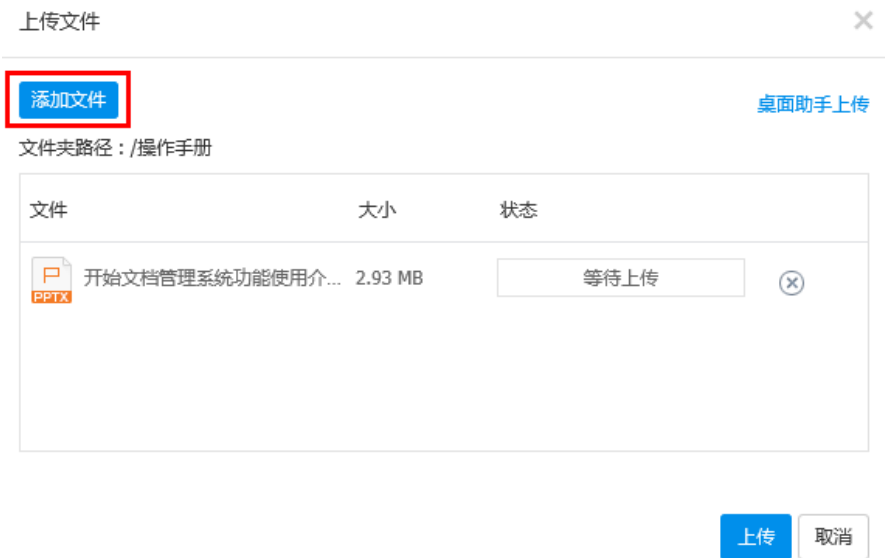 上传文件
添加文件
桌面助手上传
文件夹路径：/操作手册
文件 大小 状态
开始文档管理系统功能使用介... 2.93 MB 等待上传
PPTX
上传 取消